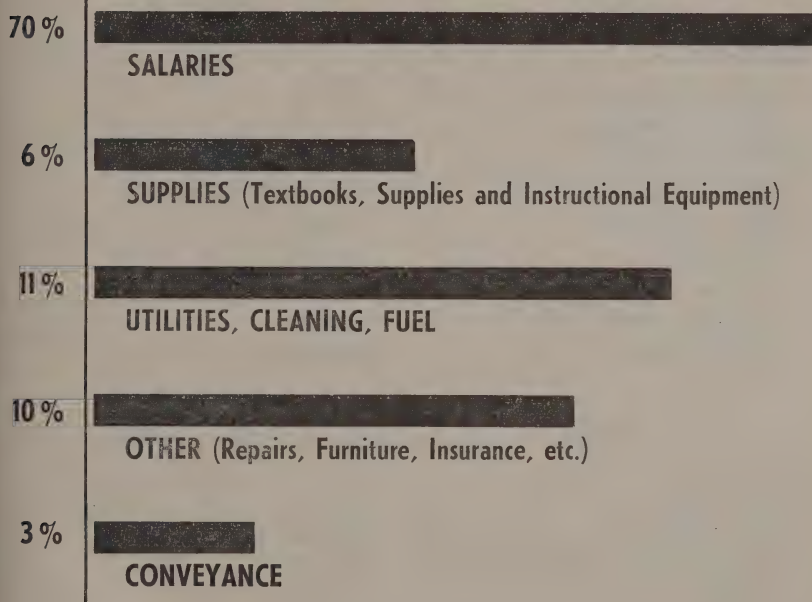 70%
SALARIES
6%
SUPPLIES (Textbooks, Supplies and Instructional Equipment)
11%
UTILITIES, CLEANING, FUEL
10%
OTHER (Repairs, Furniture, Insurance, etc.)
3%
CONVEYANCE